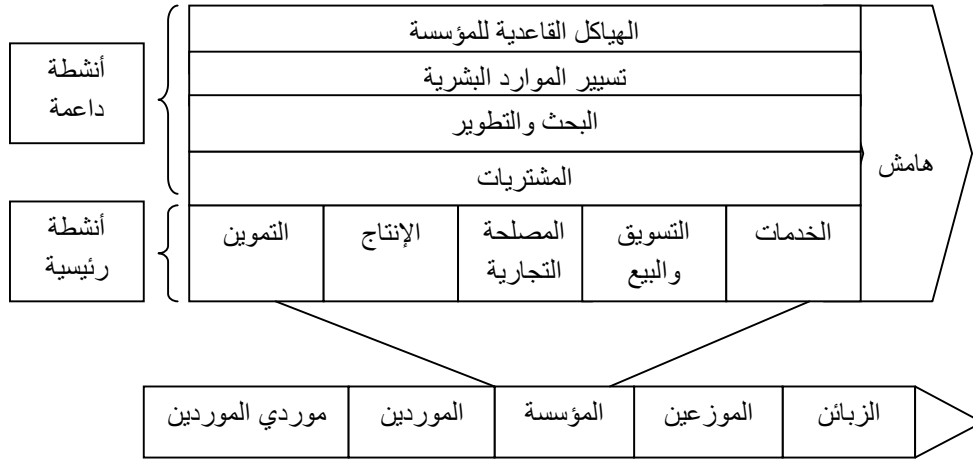 الهياكل القاعدية للمؤسسة
أنشطة
داعمة
تسيير الموارد البشرية
البحث والتطوير
المشتريات
هامش
أنشطة
رئيسية
الخدمات
التسويق
والبيع
المصلحة
التجارية
الإنتاج
التموين
الزبائن
الموزعين
المؤسسة
الموردين
موردي الموردين